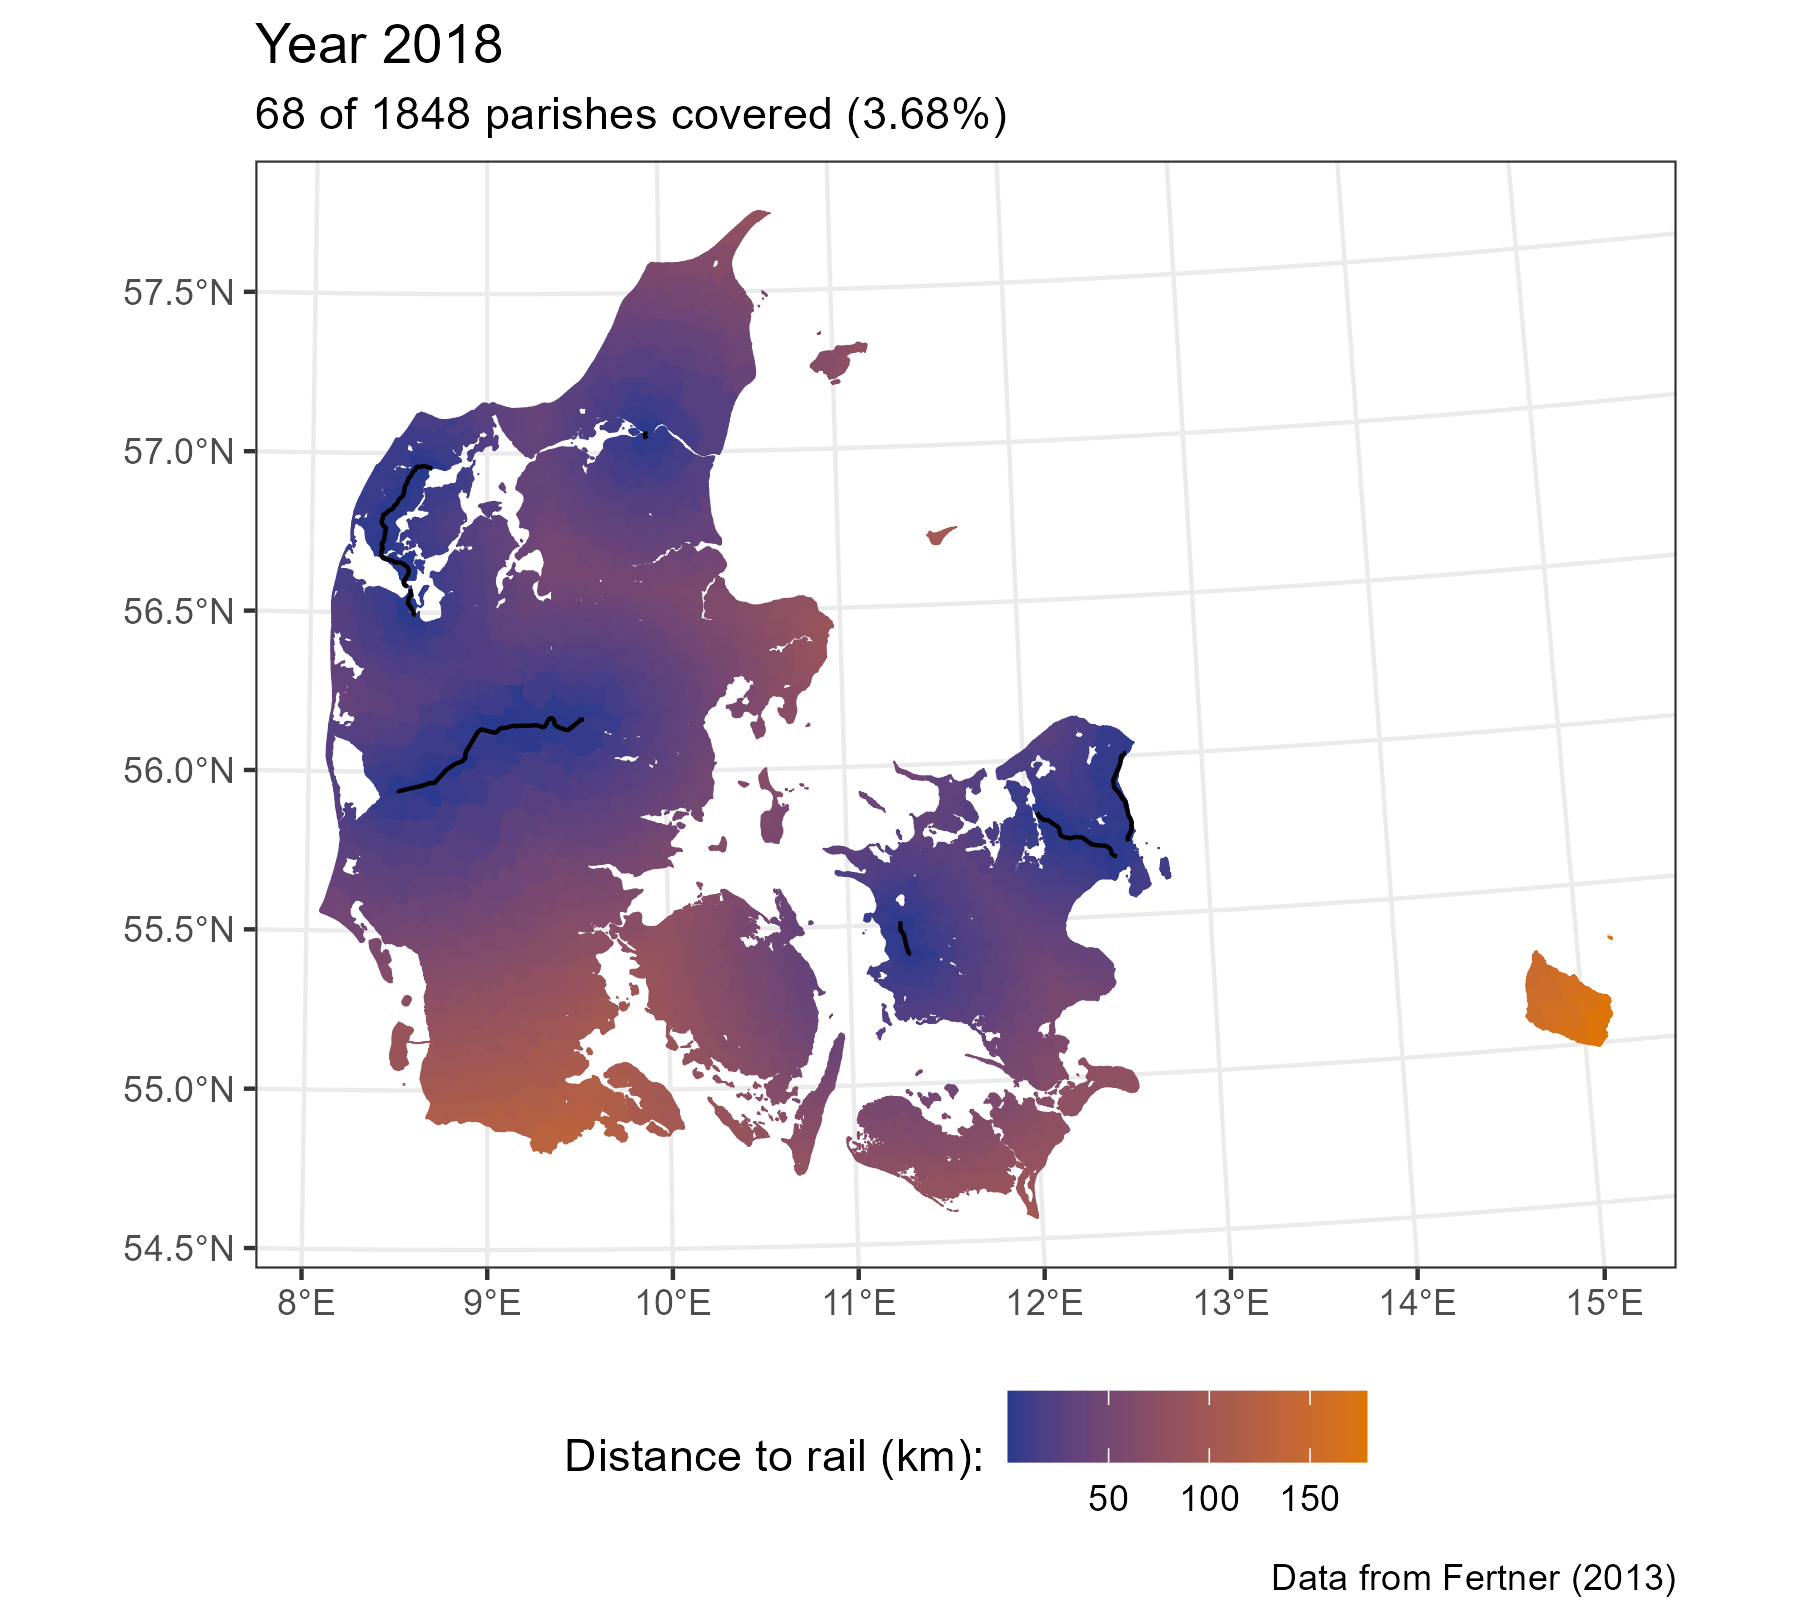 Year 2018
68 of 1848 parishes covered (3.68%)
57.5°N
57.0°N
56.5°N
56.0°N
55.5°N
55.0°N
54.5°N
8°E 9°E 10°E 11°E 12°E 13°E 14°E 15°E
Distance to rail (km):
50 100 150
Data from Fertner (2013)